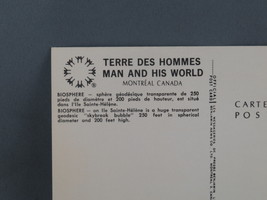 TERRE DES HOMMES
MAN AND HIS WORLD
MONTRÉAL CANADA
®
BIOSPHERE - sphère géodésique transparente de 250
pieds de diamètre et 200 pieds de hauteur, est situé
dans l'Ile Sainte-Hélène.
BIOSPHERE - on Ile Sainte-Hélène is a huge transparent
geodesic "skybreak bubble" 250 feet in spherical
diameter and 200 feet high.
CARTE
POS